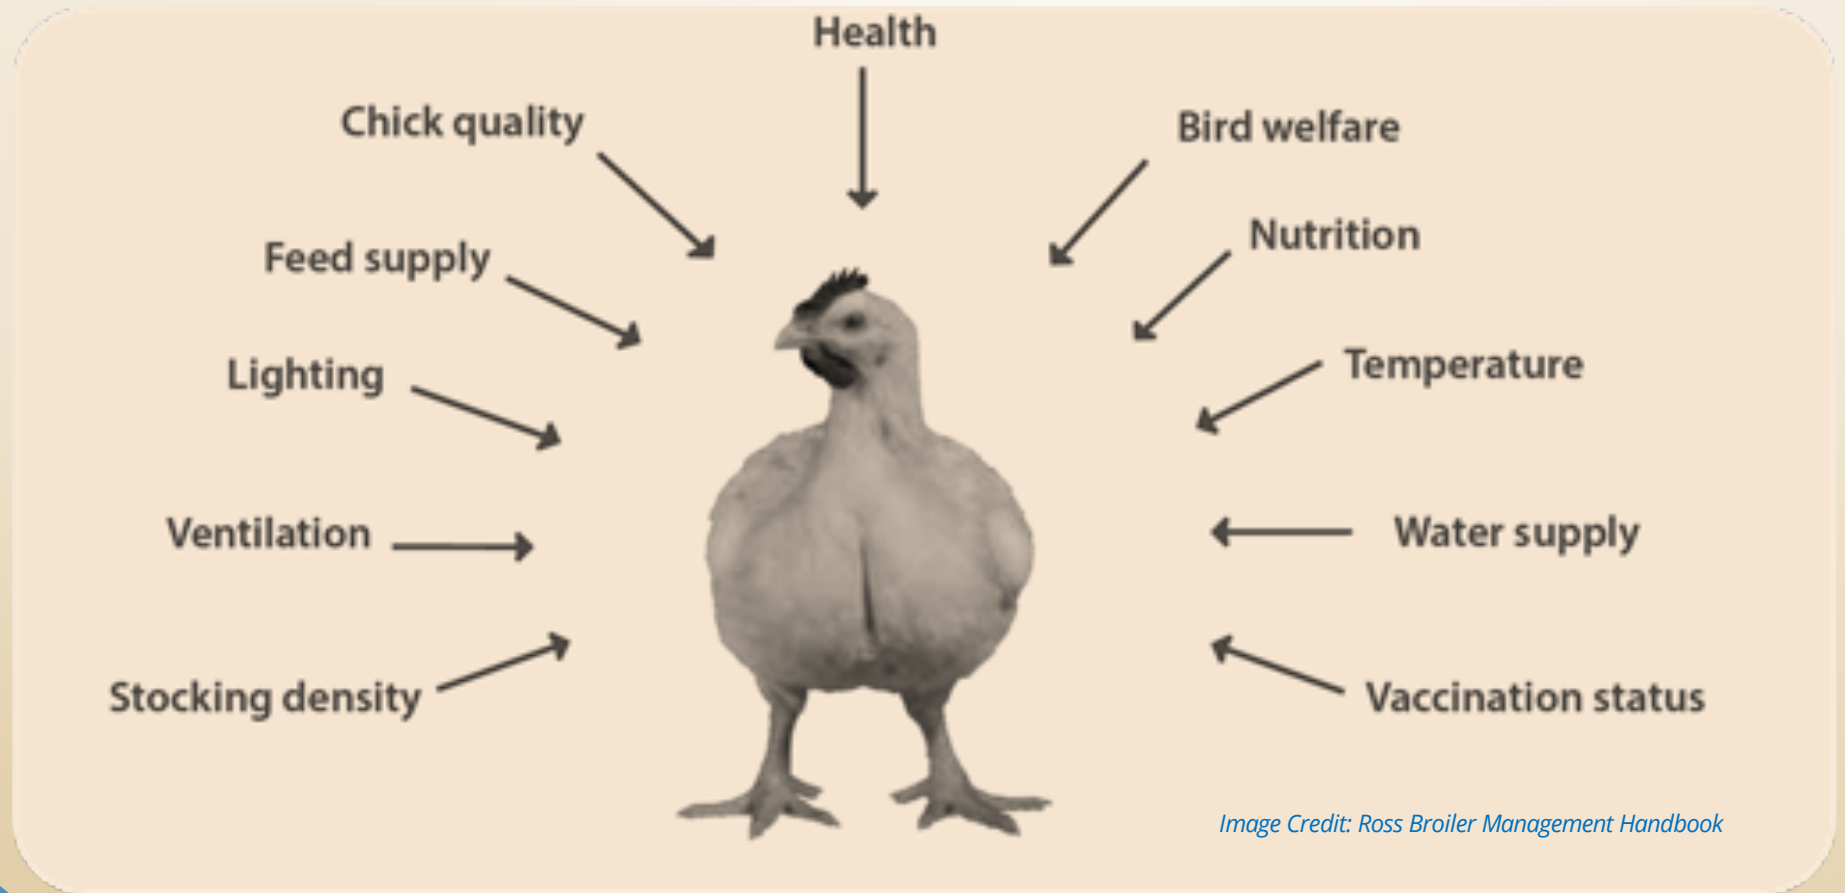 Health
Chick quality
Bird welfare
Feed supply
Nutrition
Lighting
Temperature
Ventilation
Water supply
Stocking density
Vaccination status
Image Credit: Ross Broiler Management Handbook